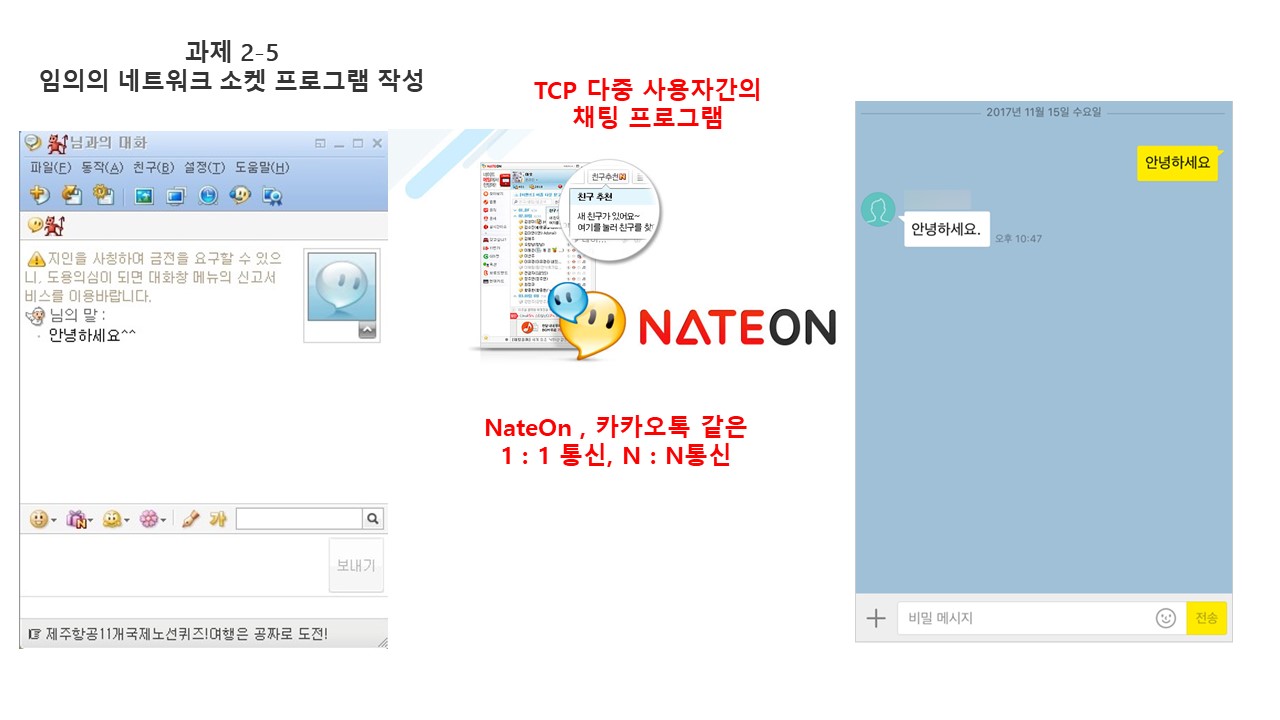 과제 2-5
임의의 네트워크 소켓 프로그램 작성
TCP 다중 사용자간의
채팅 프로그램
님과의 대화
파일(F) 동작(A) 친구(B) 설정(T) 도움말(H)
지인을 사칭하며 금전을 요구할 수 있으
니, 도용의심이 되면 대화창 메뉴의 신고서
비스를 이용바랍니다.
님의 말 :
안녕하세요^^
보내기
제주항공11개국제노선퀴즈!여행은 공짜로 도전!
NATEON
친구추천
친구 추천
새 친구가 있어요~
여기를 눌러 친구를 찾
NATEON
NateOn , 카카오톡 같은
1 : 1 통신, N : N통신
2017년 11월 15일 수요일
안녕하세요
안녕하세요.
오후 10:47
비밀 메시지
전송